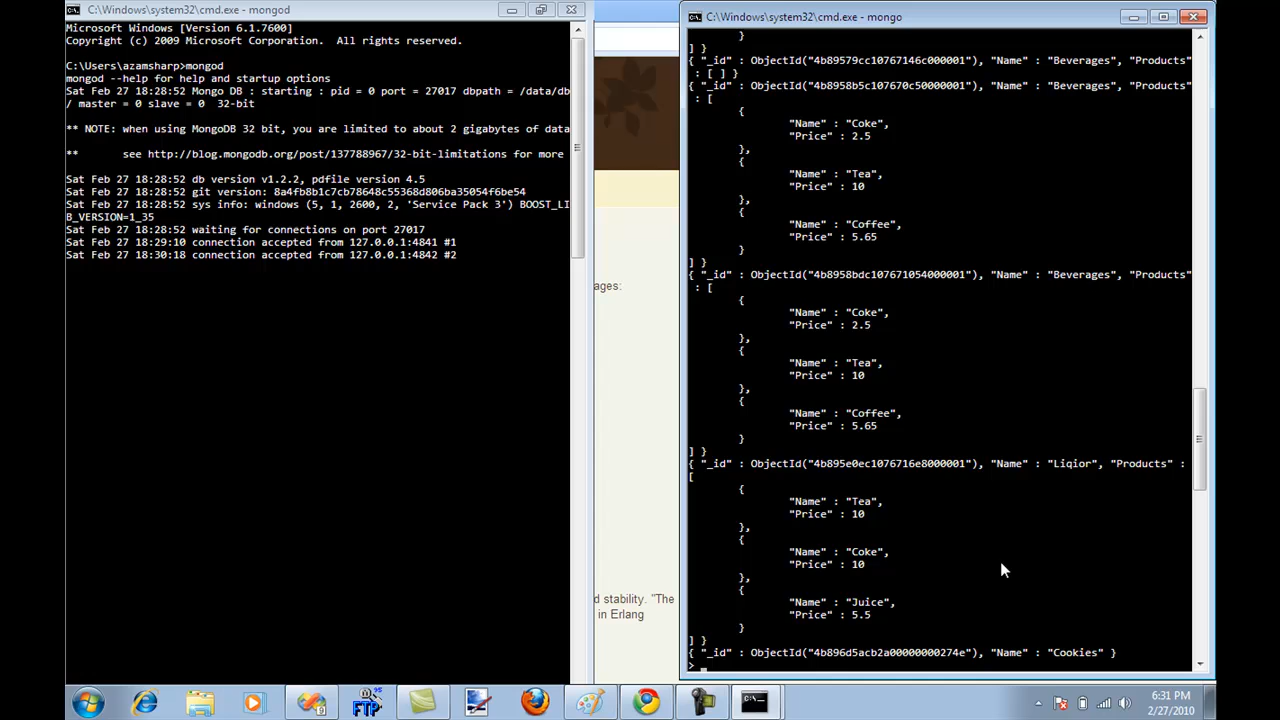 C:\Windows\system32\cmd.exe - mongod
Microsoft Windows [Version 6.1.7600]
Copyright (c) 2009 Microsoft Corporation.  All rights reserved.
C:\Users\azamsharp>mongod
mongod --help for help and startup options
Sat Feb 27 18:28:52 Mongo DB : starting : pid = 0 port = 27017 dbpath = /data/db
/ master = 0 slave = 0  32-bit
** NOTE: when using MongoDB 32 bit, you are limited to about 2 gigabytes of data
**       see http://blog.mongodb.org/post/137788967/32-bit-limitations for more
Sat Feb 27 18:28:52 db version v1.2.2, pdfile version 4.5
Sat Feb 27 18:28:52 git version: 8a4fb8b1c7cb78648c55368d806ba35054f6be54
Sat Feb 27 18:28:52 sys info: windows (5, 1, 2600, 2, 'Service Pack 3') BOOST_LI
B_VERSION=1_35
Sat Feb 27 18:28:52 waiting for connections on port 27017
Sat Feb 27 18:29:10 connection accepted from 127.0.0.1:4841 #1
Sat Feb 27 18:30:18 connection accepted from 127.0.0.1:4842 #2
ages:
d stability. "The
in Erlang
C:\Windows\system32\cmd.exe - mongo
}
] }
{ "_id" : ObjectId("4b89579cc10767146c000001"), "Name" : "Beverages", "Products"
: [ ] }
{ "_id" : ObjectId("4b8958b5c107670c50000001"), "Name" : "Beverages", "Products"
: [
{
"Name" : "Coke",
"Price" : 2.5
},
{
"Name" : "Tea",
"Price" : 10
},
{
"Name" : "Coffee",
"Price" : 5.65
}
] }
{ "_id" : ObjectId("4b8958bdc107671054000001"), "Name" : "Beverages", "Products"
: [
{
"Name" : "Coke",
"Price" : 2.5
},
{
"Name" : "Tea",
"Price" : 10
},
{
"Name" : "Coffee",
"Price" : 5.65
}
] }
{ "_id" : ObjectId("4b895e0ec1076716e8000001"), "Name" : "Liqior", "Products" :
[
{
"Name" : "Tea",
"Price" : 10
},
{
"Name" : "Coke",
"Price" : 10
},
{
"Name" : "Juice",
"Price" : 5.5
}
] }
{ "_id" : ObjectId("4b896d5acb2a00000000274e"), "Name" : "Cookies" }
> _
FTP
6:31 PM
2/27/2010